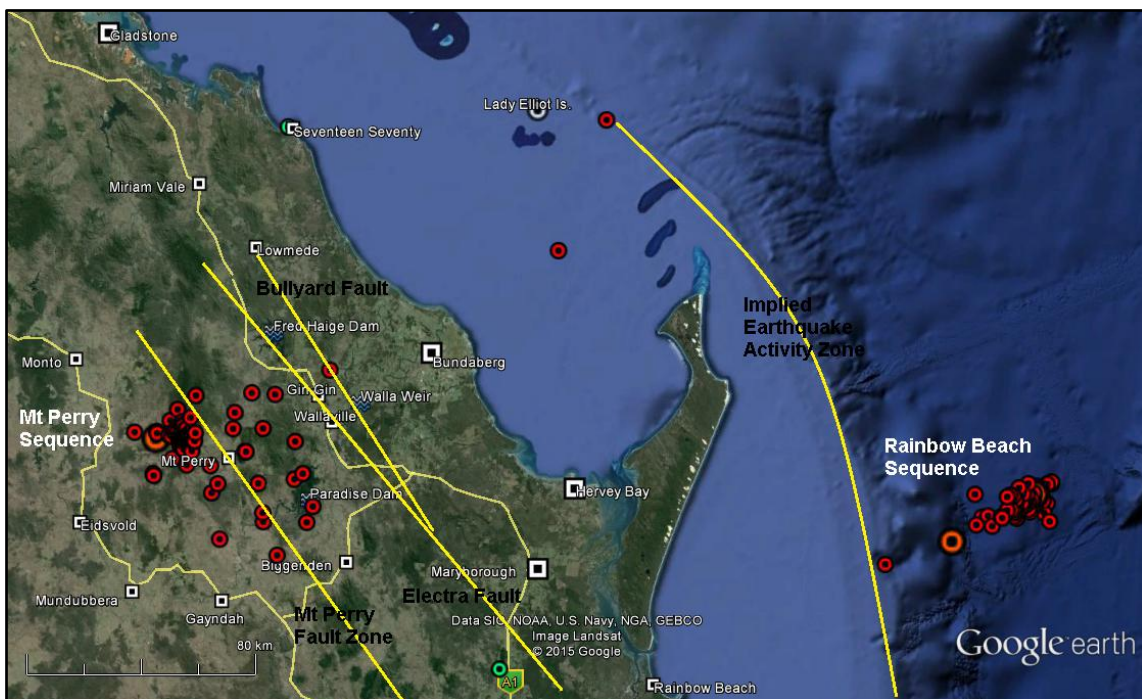 Gladstone
Lady Elliot Is.
Seventeen Seventy
Miriam Vale
Lowmede
Bullyard Fault
Implied
Earthquake
Activity Zone
Fred Haige Dam
Monto
Bundaberg
Gin Gin
Walla Weir
Mt Perry
Sequence
Wallaville
Rainbow Beach
Sequence
Mt Perry
Paradise Dam
Hervey Bay
Eidsvold
Biggenden
Maryborough
Mundubbera
Electra Fault
Gayndah
Mt Perry
Fault Zone
Data SIO, NOAA, U.S. Navy, NGA, GEBCO
Image Landsat
© 2015 Google
80 km
Google earth
A1
Rainbow Beach